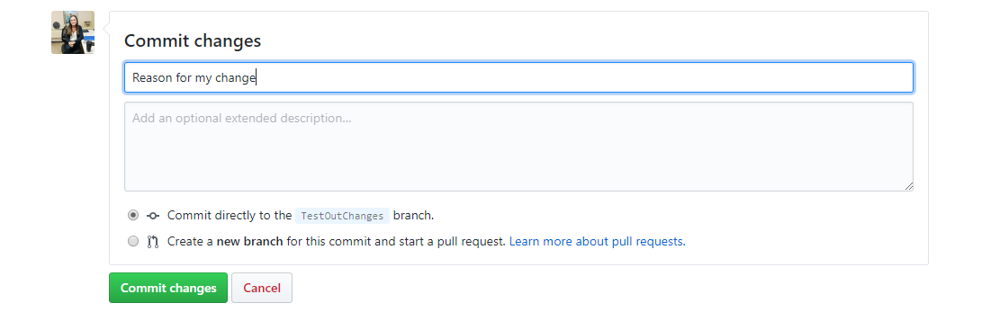 Commit changes
Reason for my change
Add an optional extended description...
Commit directly to the TestOutChanges branch.
Create a new branch for this commit and start a pull request. Learn more about pull requests.
Commit changes Cancel